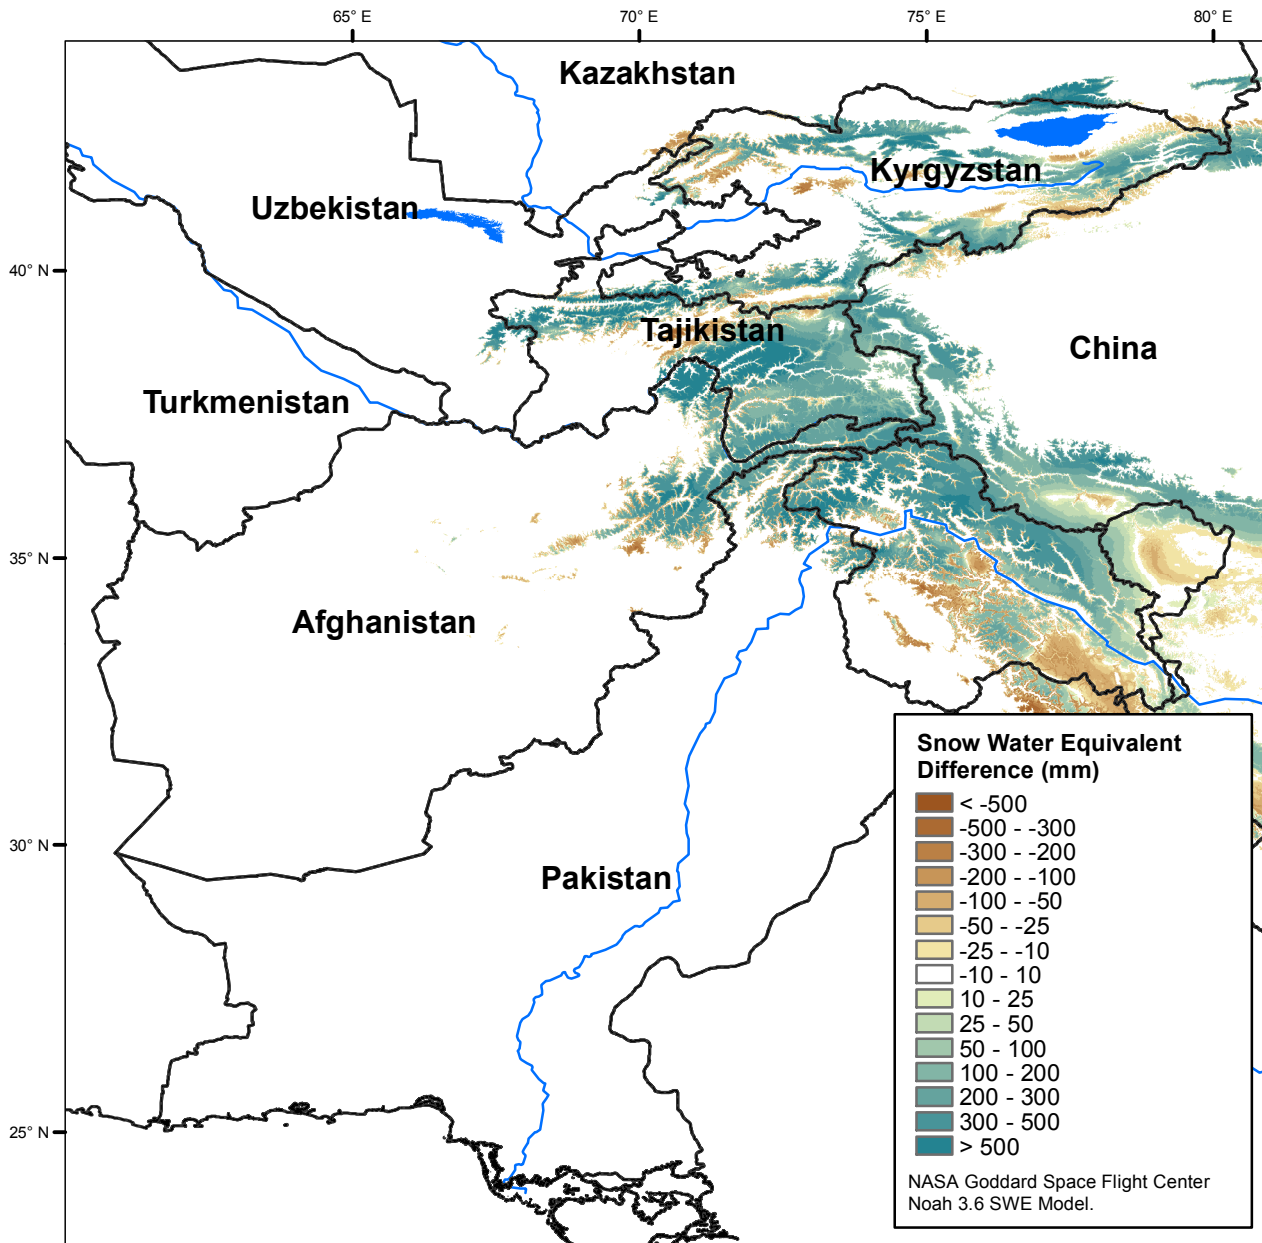 65° E
70° E
75° E
80° E
Kazakhstan
Kyrgyzstan
Uzbekistan
40° N
Tajikistan
China
Turkmenistan
35° N
Afghanistan
30° N
Pakistan
25° N
Snow Water Equivalent
Difference (mm)
< -500
-500 - -300
-300 - -200
-200 - -100
-100 - -50
-50 - -25
-25 - -10
-10 - 10
10 - 25
25 - 50
50 - 100
100 - 200
200 - 300
300 - 500
> 500
NASA Goddard Space Flight Center
Noah 3.6 SWE Model.